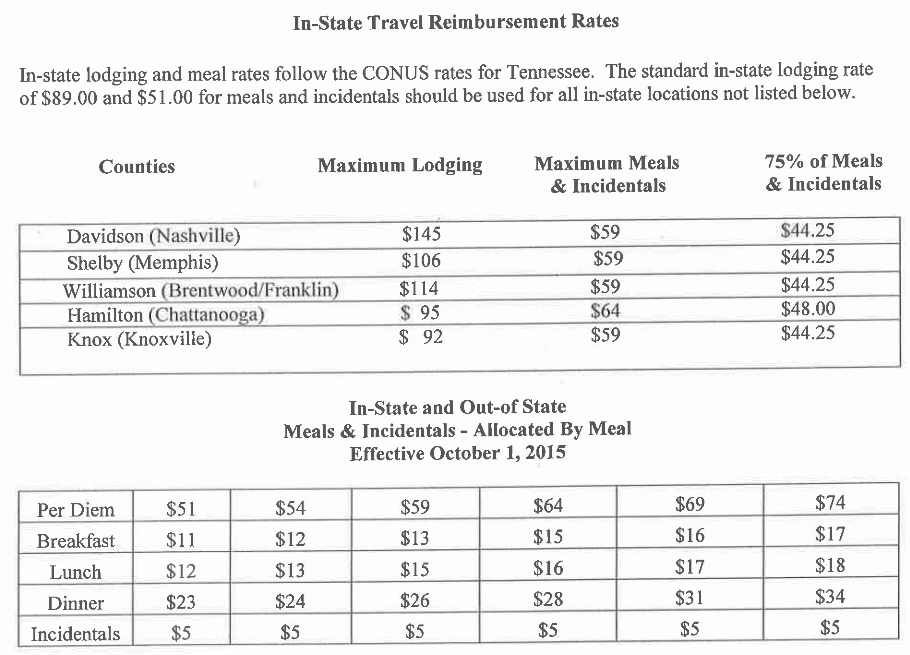 In-State Travel Reimbursement Rates
In-state lodging and meal rates follow the CONUS rates for Tennessee. The standard in-state lodging rate
of $89.00 and $51.00 for meals and incidentals should be used for all in-state locations not listed below.
Counties Maximum Lodging Maximum Meals 75% of Meals
& Incidentals & Incidentals
Davidson (Nashville) $145 $59 $44.25
Shelby (Memphis) $106 $59 $44.25
Williamson (Brentwood/Franklin) $114 $59 $44.25
Hamilton (Chattanooga) $ 95 $64 $48.00
Knox (Knoxville) $ 92 $59 $44.25
In-State and Out-of State
Meals & Incidentals - Allocated By Meal
Effective October 1, 2015
Per Diem $51 $54 $59 $64 $69 $74
Breakfast $11 $12 $13 $15 $16 $17
Lunch $12 $13 $15 $16 $17 $18
Dinner $23 $24 $26 $28 $31 $34
Incidentals $5 $5 $5 $5 $5 $5